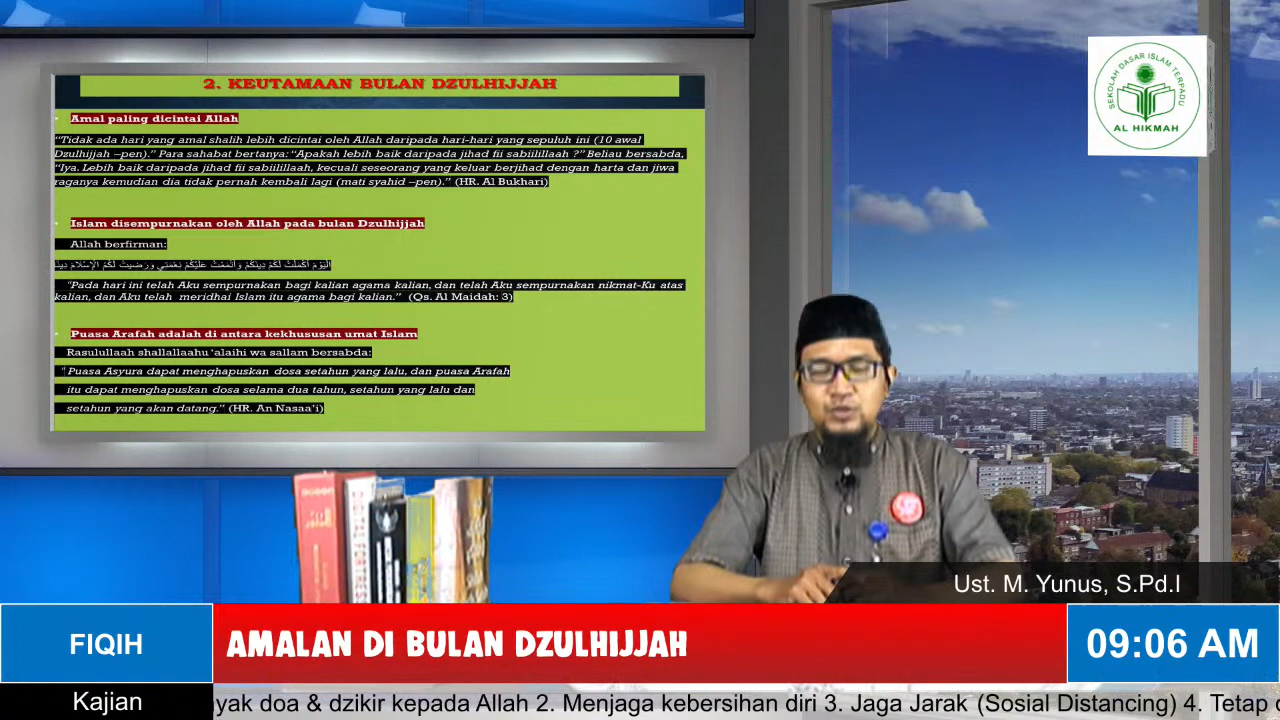 2. KEUTAMAAN BULAN DZULHIJJAH
Amal paling dicintai Allah
"Tidak ada hari yang amal shalih lebih dicintai oleh Allah daripada hari-hari yang sepuluh ini (10 awal
Dzulhijjah –pen)." Para sahabat bertanya: "Apakah lebih baik daripada jihad fii sabiilillaah ?" Beliau bersabda,
"Iya. Lebih baik daripada jihad fii sabiilillaah, kecuali seseorang yang keluar berjihad dengan harta dan jiwa
raganya kemudian dia tidak pernah kembali lagi (mati syahid –pen)." (HR. Al Bukhari)
Islam disempurnakan oleh Allah pada bulan Dzulhijjah
Allah berfirman:
الْيَوْمَ أَكْمَلْتُ لَكُمْ دِينَكُمْ وَأَتْمَمْتُ عَلَيْكُمْ نِعْمَتِي وَرَضِيتُ لَكُمُ الْإِسْلَامَ دِينًا
"Pada hari ini telah Aku sempurnakan bagi kalian agama kalian, dan telah Aku sempurnakan nikmat-Ku atas
kalian, dan Aku telah meridhai Islam itu agama bagi kalian." (Qs. Al Maidah: 3)
Puasa Arafah adalah di antara kekhususan umat Islam
Rasulullaah shallallaahu 'alaihi wa sallam bersabda:
"Puasa Asyura dapat menghapuskan dosa setahun yang lalu, dan puasa Arafah
itu dapat menghapuskan dosa selama dua tahun, setahun yang lalu dan
setahun yang akan datang." (HR. An Nasaa'i)
SEKOLAH DASAR ISLAM TERPADU
AL HIKMAH
DIGITAL FORTRESS
Ust. M. Yunus, S.Pd.I
FIQIH
AMALAN DI BULAN DZULHIJJAH
09:06 AM
Kajian
yak doa & dzikir kepada Allah 2. Menjaga kebersihan diri 3. Jaga Jarak (Sosial Distancing) 4. Tetap